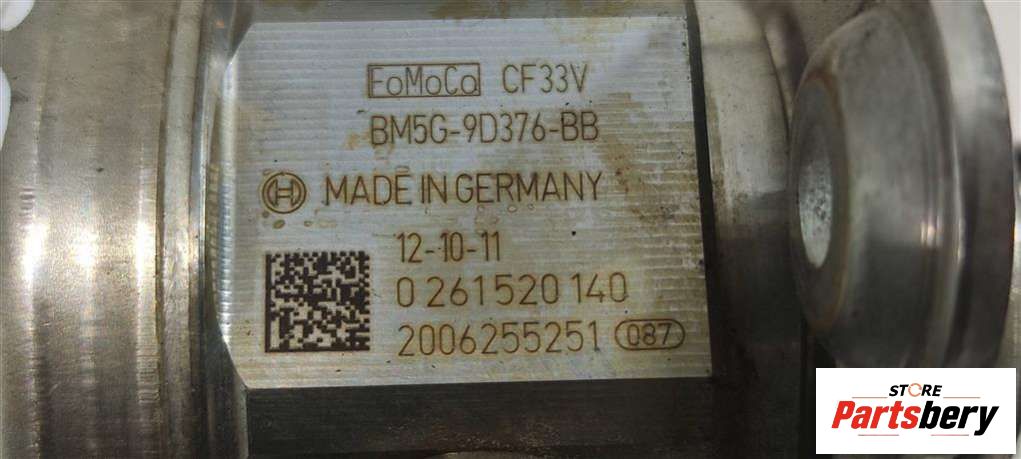 FoMoCo CF33V
BM5G-9D376-BB
MADE IN GERMANY
12-10-11
0 261 520 140
2006255251 087
STORE
Partsbery